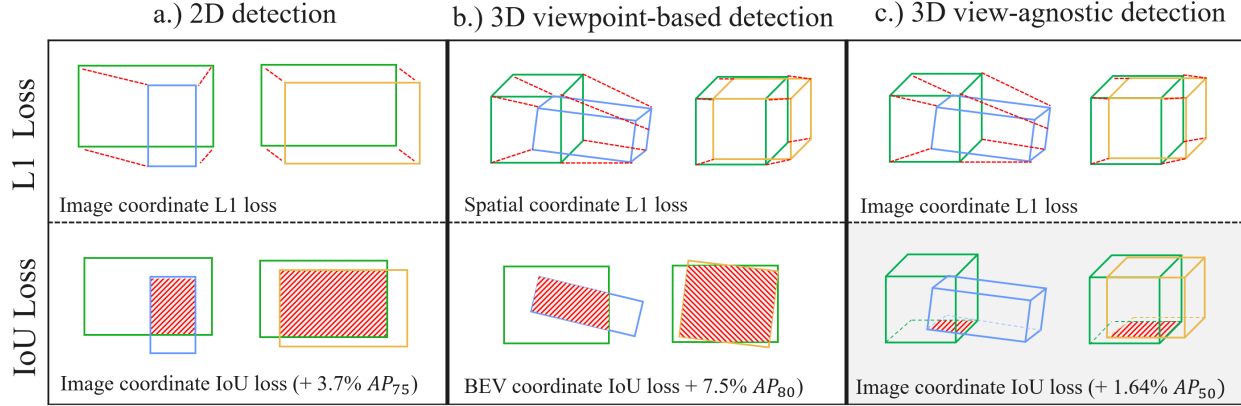 a.) 2D detection
b.) 3D viewpoint-based detection
c.) 3D view-agnostic detection
L1 Loss
Image coordinate L1 loss
Spatial coordinate L1 loss
Image coordinate L1 loss
IoU Loss
Image coordinate IoU loss (+ 3.7% AP₇₅)
BEV coordinate IoU loss + 7.5% AP₈₀)
Image coordinate IoU loss (+ 1.64% AP₅₀)